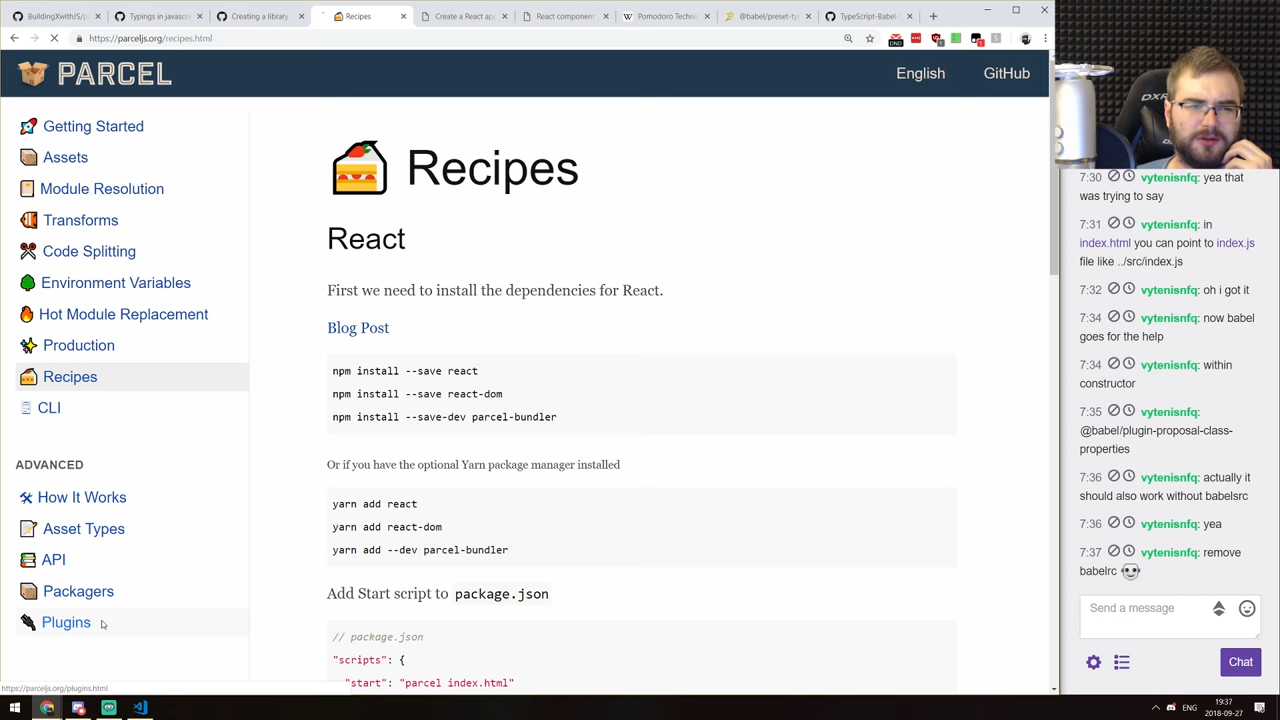 BuildingXwithJS/p
Typings in javascri
Creating a library
Recipes
Create a React app
React component
Pomodoro Techni
@babel/preset-typ
TypeScript-Babel-
https://parceljs.org/recipes.html
PARCEL
English
GitHub
Getting Started
Assets
Module Resolution
Transforms
Code Splitting
Environment Variables
Hot Module Replacement
Production
Recipes
CLI
ADVANCED
How It Works
Asset Types
API
Packagers
Plugins
https://parceljs.org/plugins.html
Recipes
React
First we need to install the dependencies for React.
Blog Post
npm install --save react
npm install --save react-dom
npm install --save-dev parcel-bundler
Or if you have the optional Yarn package manager installed
yarn add react
yarn add react-dom
yarn add --dev parcel-bundler
Add Start script to package.json
// package.json
"scripts": {
"start": "parcel index.html"
DXR
7:30 vytenisnfq: yea that
was trying to say
7:31 vytenisnfq: in
index.html you can point to index.js
file like ../src/index.js
7:32 vytenisnfq: oh i got it
7:34 vytenisnfq: now babel
goes for the help
7:34 vytenisnfq: within
constructor
7:35 vytenisnfq:
@babel/plugin-proposal-class-
properties
7:36 vytenisnfq: actually it
should also work without babelsrc
7:36 vytenisnfq: yea
7:37 vytenisnfq: remove
babelrc
Send a message
Chat
ENG
19:37
2018-09-27